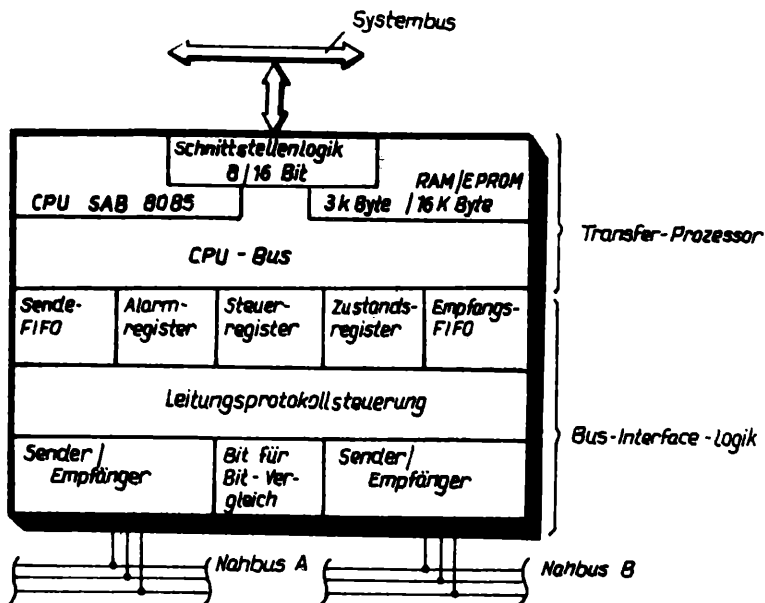 Systembus
Schnittstellenlogik
8/16 Bit
CPU SAB 8085
RAM/EPROM
3k Byte /16 K Byte
Transfer-Prozessor
CPU-Bus
Sende-
FIFO
Alarm-
register
Steuer-
register
Zustands-
register
Empfangs-
FIFO
Leitungsprotokollsteuerung
Bus-Interface-logik
Sender/
Empfänger
Bit für
Bit-Ver-
gleich
Sender/
Empfänger
Nahbus A
Nahbus B